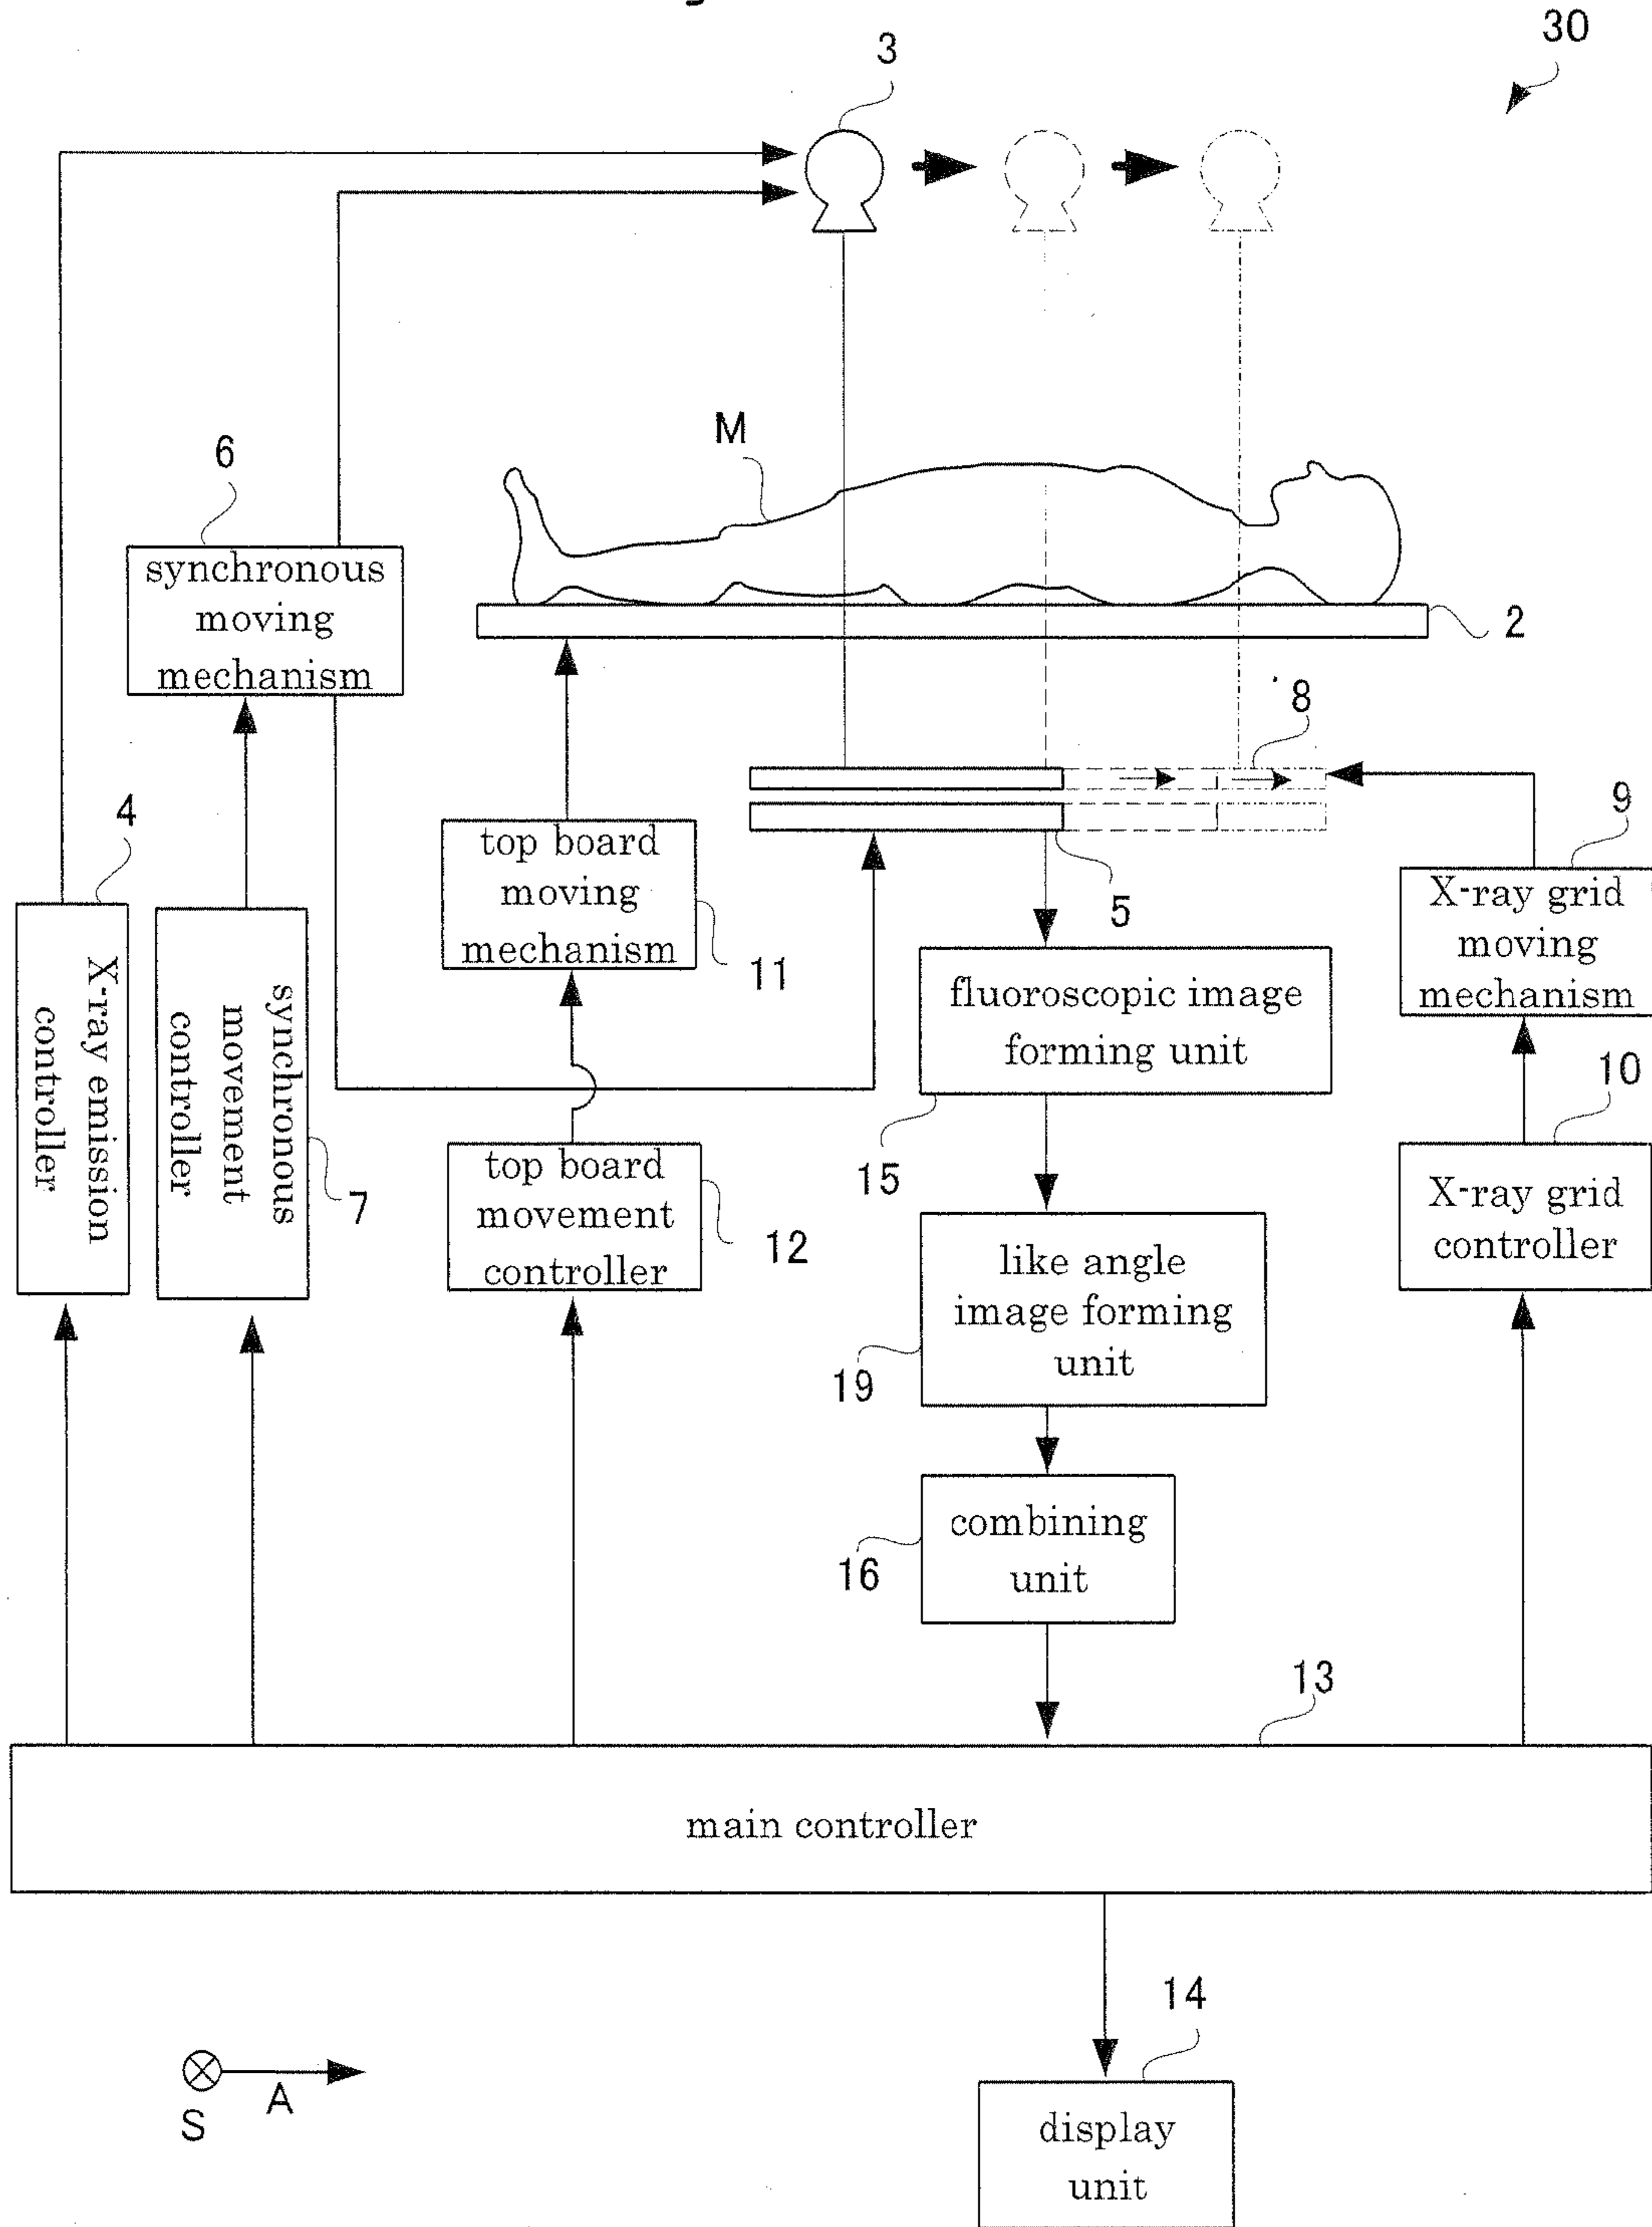 30
3
M
6
synchronous
moving
mechanism
2
8
4
9
top board
moving
mechanism
5
X-ray grid
moving
mechanism
11
fluoroscopic image
forming unit
X-ray emission
controller
synchronous
movement
controller
10
7
top board
movement
controller
15
X-ray grid
controller
12
like angle
image forming
unit
19
combining
unit
16
13
main controller
14
A
S
display
unit